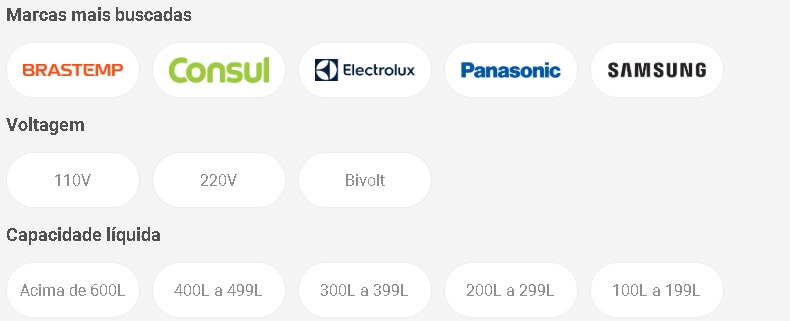 Marcas mais buscadas
BRASTEMP Consul Electrolux Panasonic SAMSUNG
Voltagem
110V 220V Bivolt
Capacidade líquida
Acima de 600L 400L a 499L 300L a 399L 200L a 299L 100L a 199L